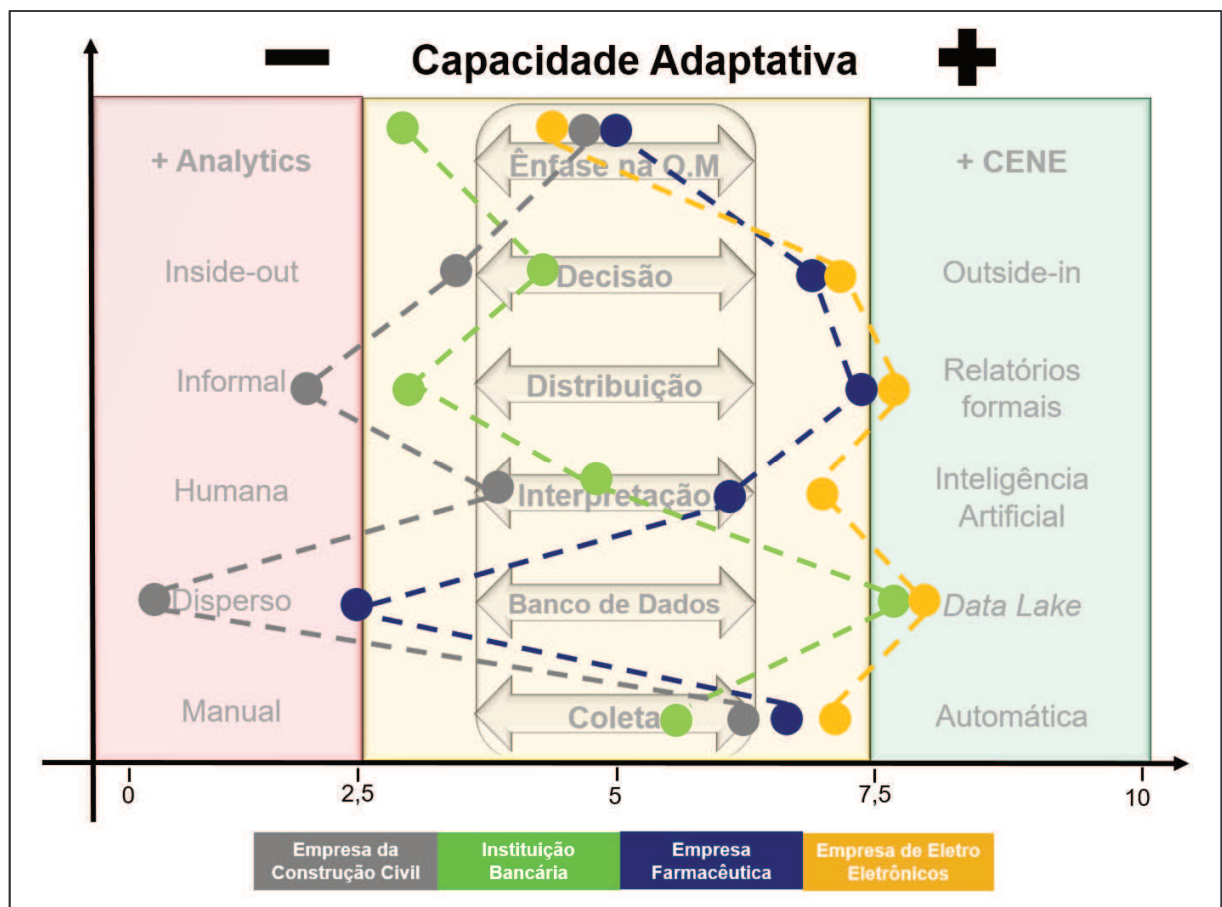 Capacidade Adaptativa
+ Analytics
Ênfase na O.M
+ CENE
Inside-out
Decisão
Outside-in
Informal
Distribuição
Relatórios
formais
Humana
Interpretação
Inteligência
Artificial
Disperso
Banco de Dados
Data Lake
Manual
Coleta
Automática
0
2,5
5
7,5
10
Empresa da
Construção Civil
Instituição
Bancária
Empresa
Farmacêutica
Empresa de Eletro
Eletrônicos